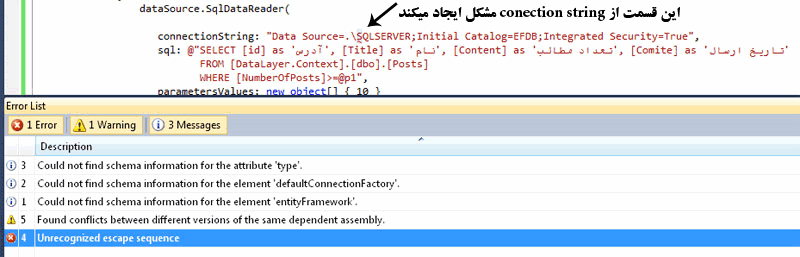 dataSource.SqlDataReader(
این قسمت از conection string مشکل ایجاد میکند
connectionString: "Data Source=.\SQLSERVER;Initial Catalog=EFDB;Integrated Security=True",
sql: @"SELECT [id] as 'آدرس', [Title] as 'نام', [Content] as 'تعداد مطالب', [Comite] as 'تاریخ ارسال'
FROM [DataLayer.Context].[dbo].[Posts]
WHERE [NumberOfPosts]>=@p1",
parametersValues: new object[] { 10 }
Error List
1 Error 1 Warning 3 Messages
Description
3 Could not find schema information for the attribute 'type'.
2 Could not find schema information for the element 'defaultConnectionFactory'.
1 Could not find schema information for the element 'entityFramework'.
5 Found conflicts between different versions of the same dependent assembly.
4 Unrecognized escape sequence